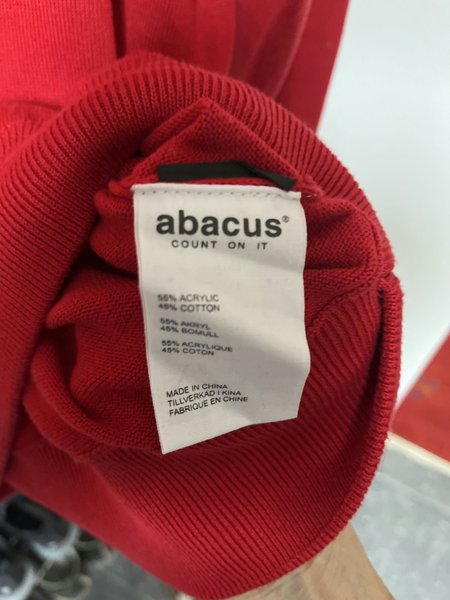 abacus®
COUNT ON IT
55% ACRYLIC
45% COTTON
55% AKRYL
45% BOMULL
55% ACRYLIQUE
45% COTON
MADE IN CHINA
TILLVERKAD I KINA
FABRIQUE EN CHINE